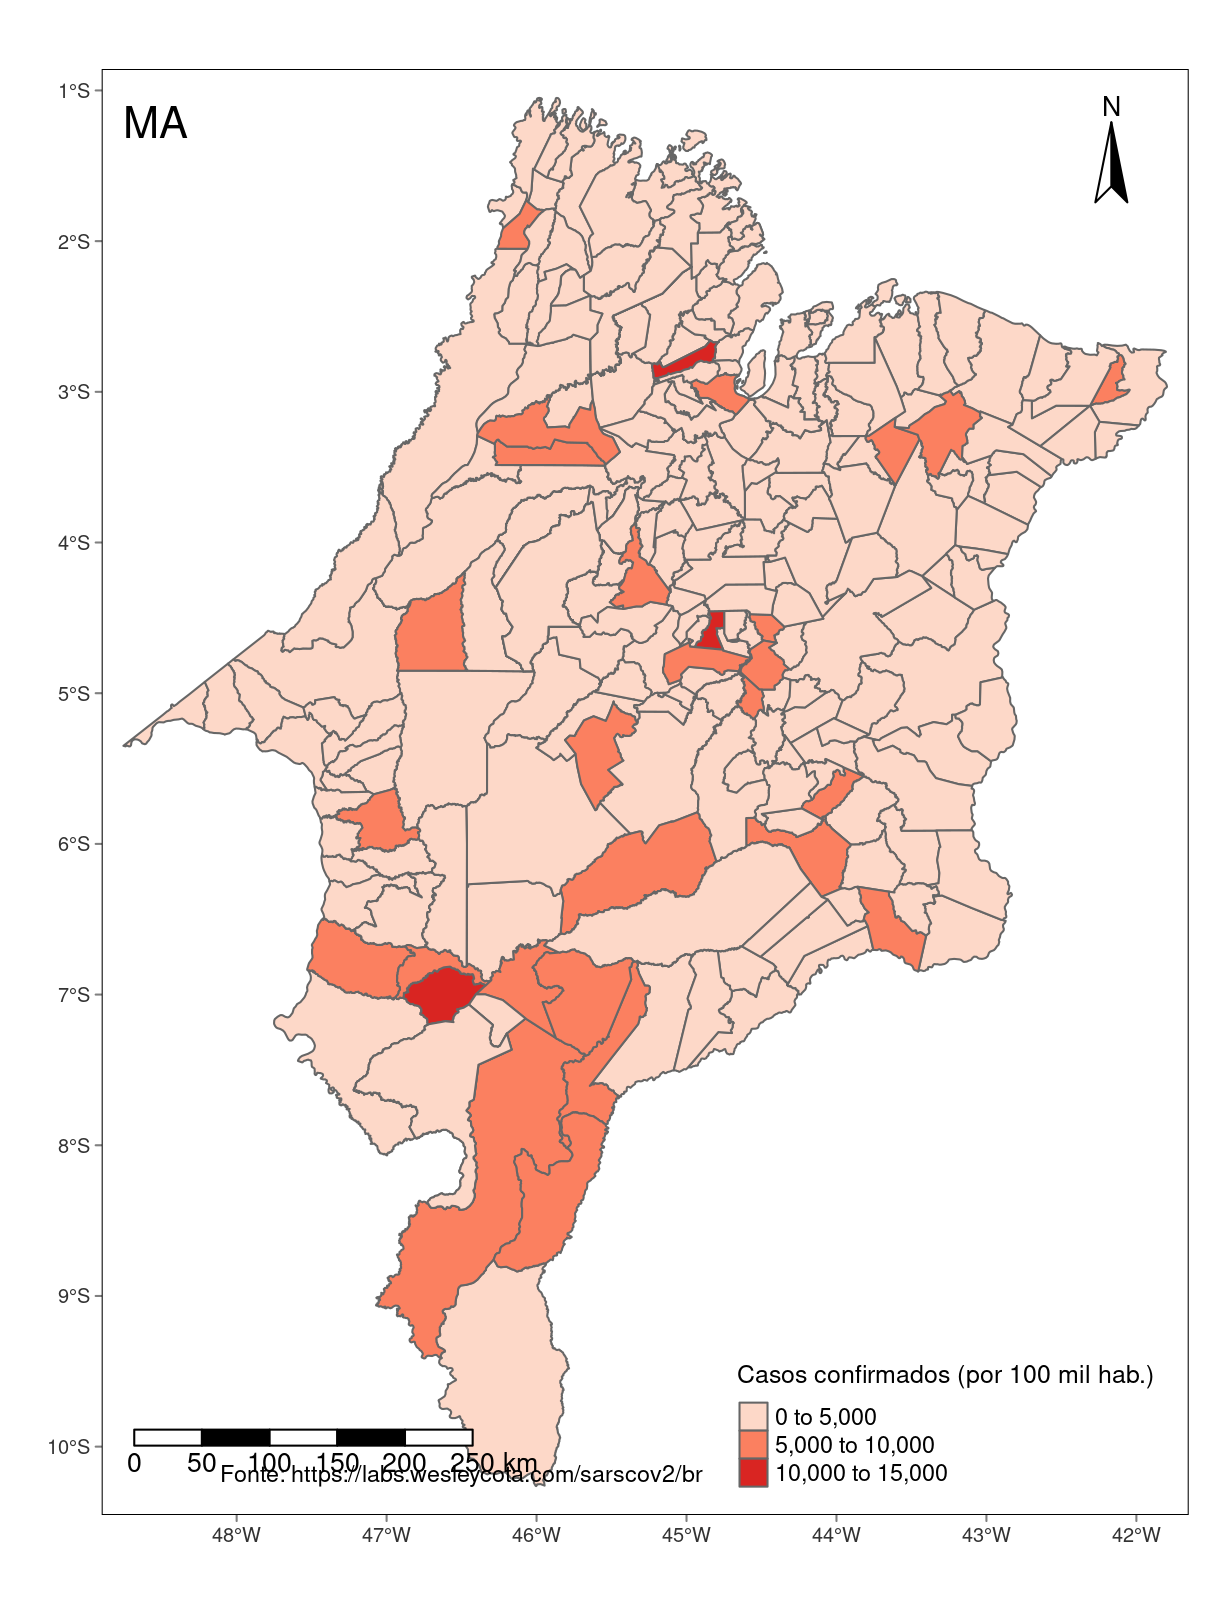 MA
N
1°S
2°S
3°S
4°S
5°S
6°S
7°S
8°S
9°S
10°S
Casos confirmados (por 100 mil hab.)
0 to 5,000
5,000 to 10,000
10,000 to 15,000
0 50 100 150 200 250 km
Fonte: https://labs.wesleycota.com/sarscov2/br
48°W 47°W 46°W 45°W 44°W 43°W 42°W